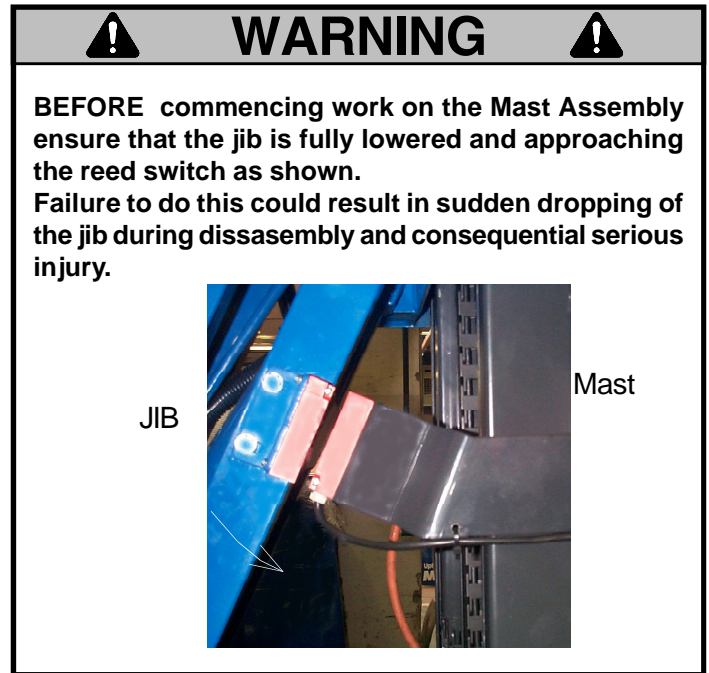 WARNING
BEFORE commencing work on the Mast Assembly
ensure that the jib is fully lowered and approaching
the reed switch as shown.
Failure to do this could result in sudden dropping of
the jib during dissasembly and consequential serious
injury.
Mast
JIB
Upl
M